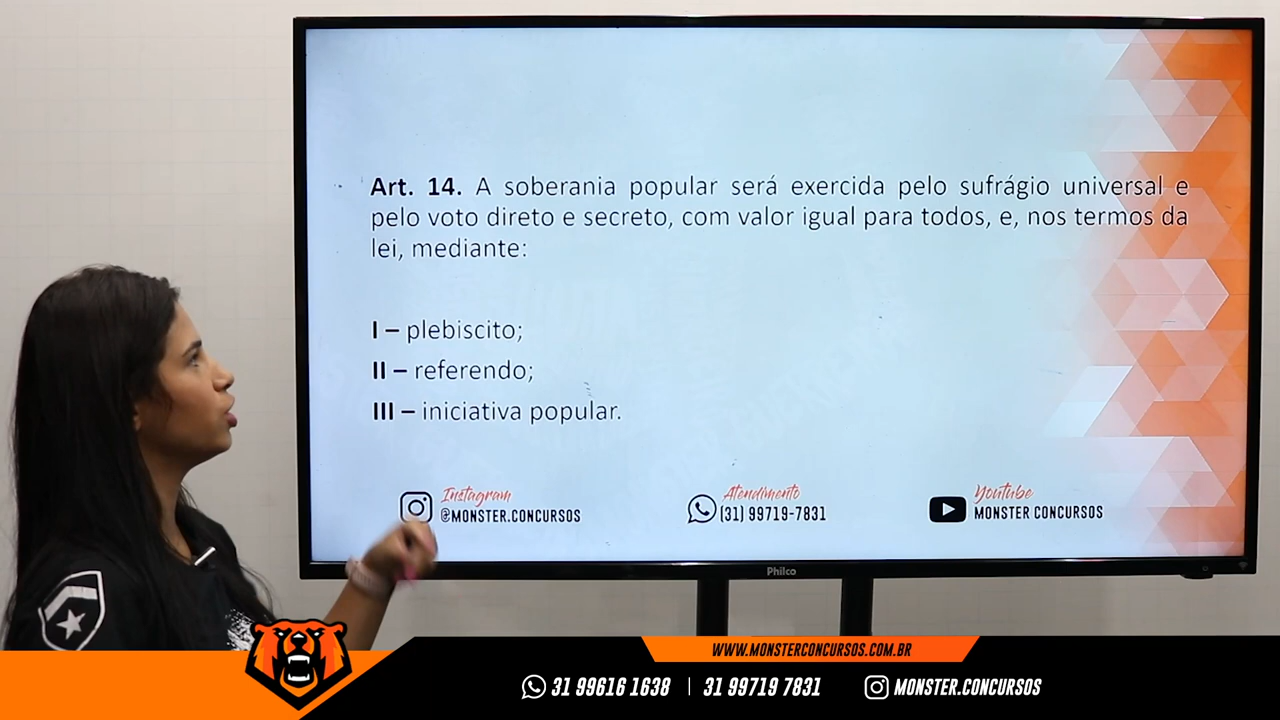 Art. 14. A soberania popular será exercida pelo sufrágio universal e
pelo voto direto e secreto, com valor igual para todos, e, nos termos da
lei, mediante:
I – plebiscito;
II – referendo;
III – iniciativa popular.
Instagram
@MONSTER.CONCURSOS
Atendimento
(31) 99719-7831
Youtube
MONSTER CONCURSOS
Philco
WWW.MONSTERCONCURSOS.COM.BR
31 99616 1638 | 31 99719 7831 MONSTER.CONCURSOS